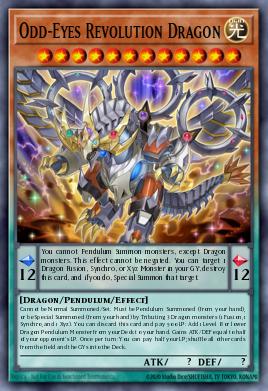 ODD-EYES REVOLUTION DRAGON
光
You cannot Pendulum Summon monsters, except Dragon
monsters. This effect cannot be negated. You can target 1
Dragon Fusion, Synchro, or Xyz Monster in your GY; destroy
this card, and if you do, Special Summon that target.
12
12
[DRAGON/PENDULUM/EFFECT]
Cannot be Normal Summoned/Set. Must be Pendulum Summoned (from your hand),
or be Special Summoned (from your hand) by Tributing 3 Dragon monsters (1 Fusion, 1
Synchro, and 1 Xyz). You can discard this card and pay LP; Add 1 Level 8 or lower
Dragon Pendulum Monster from your Deck to your hand. Gains ATK/DEF equal to half
of your opponent's LP. Once per turn: You can pay half your LP; shuffle all other cards
from the field and the GYs into the Deck.
ATK/ ? DEF/ ?